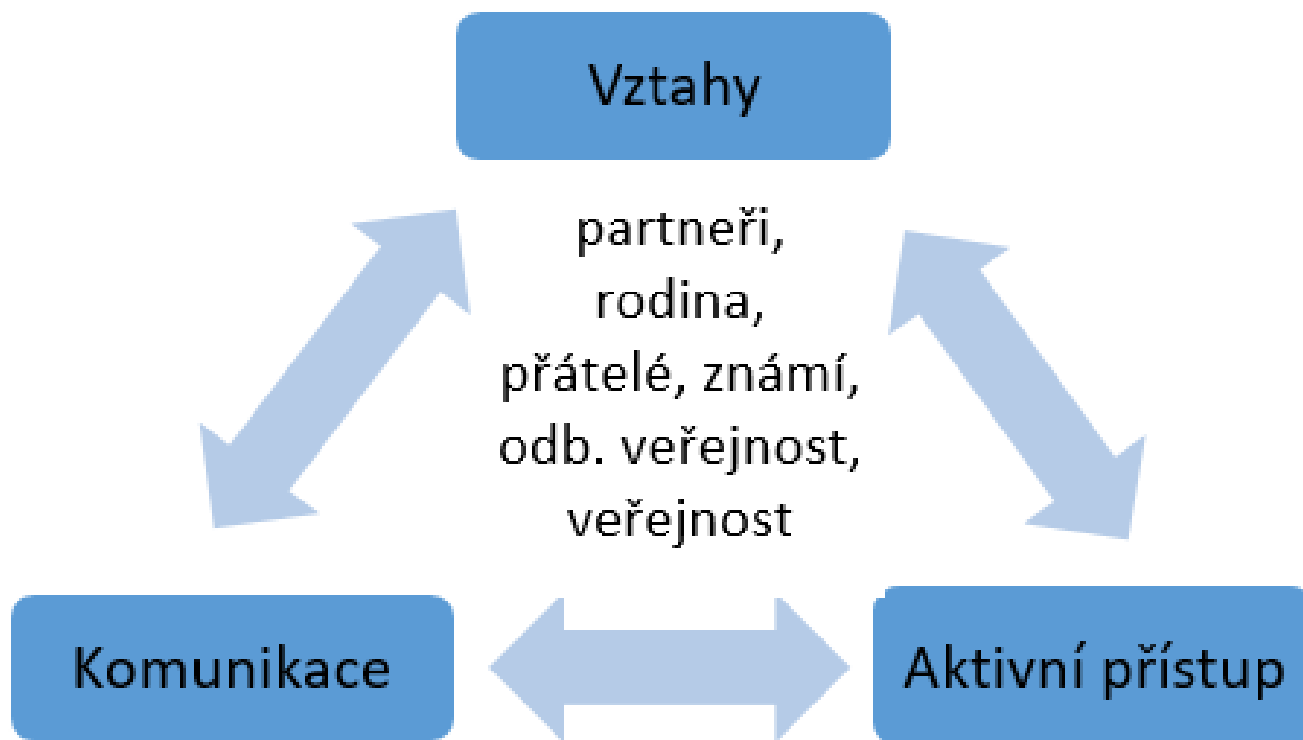 Vztahy
partneři,
rodina,
přátelé, známí,
odb. veřejnost,
veřejnost
Komunikace
Aktivní přístup